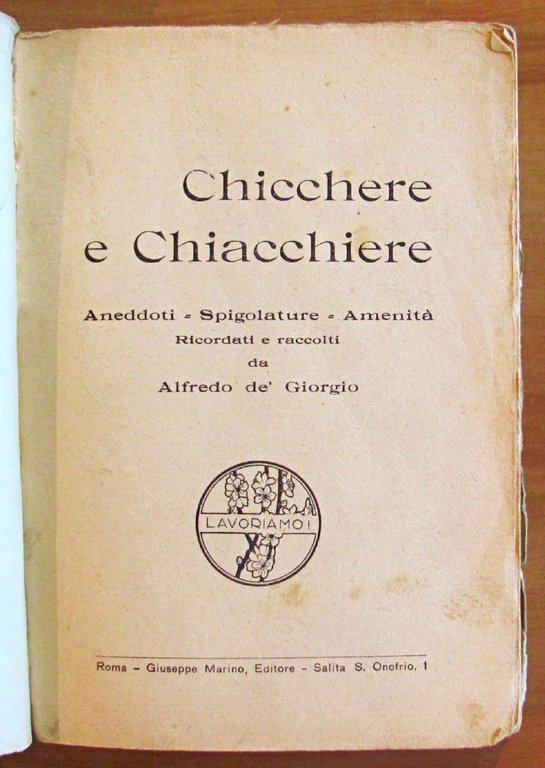 Chicchere
e Chiacchiere
Aneddoti - Spigolature - Amenità
Ricordati e raccolti
da
Alfredo de' Giorgio
LAVORIAMO!
Roma - Giuseppe Marino, Editore - Salita S. Onofrio, 1